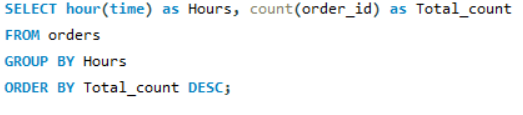 SELECT hour(time) as Hours, count(order_id) as Total_count
FROM orders
GROUP BY Hours
ORDER BY Total_count DESC;